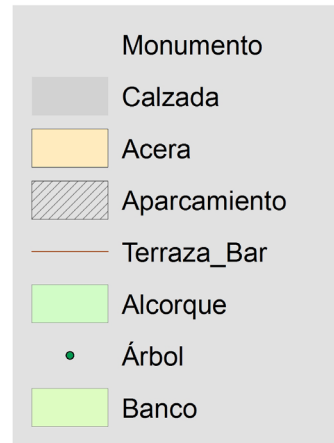 Monumento
Calzada
Acera
Aparcamiento
Terraza_Bar
Alcorque
Árbol
Banco